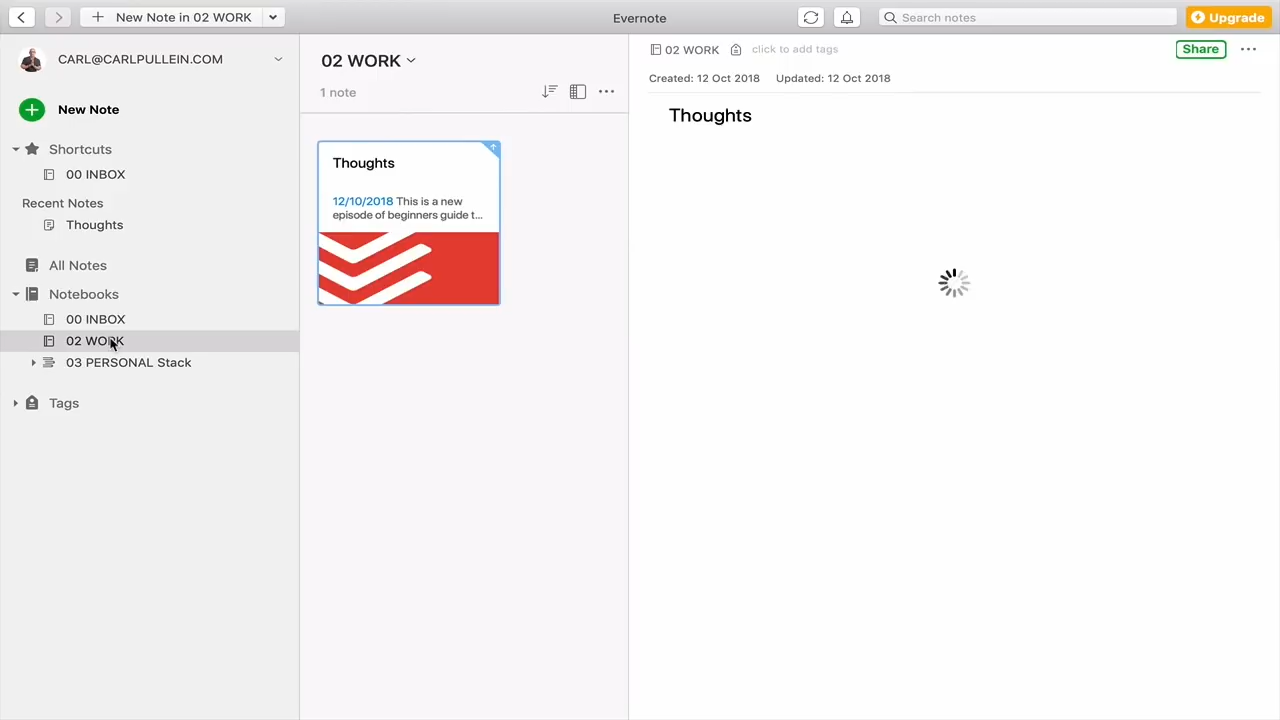 New Note in 02 WORK
Evernote
Search notes
Upgrade
CARL@CARLPULLEIN.COM
New Note
Shortcuts
00 INBOX
Recent Notes
Thoughts
All Notes
Notebooks
00 INBOX
02 WORK
03 PERSONAL Stack
Tags
02 WORK
1 note
Thoughts
12/10/2018 This is a new
episode of beginners guide t...
02 WORK click to add tags
Share
Created: 12 Oct 2018 Updated: 12 Oct 2018
Thoughts